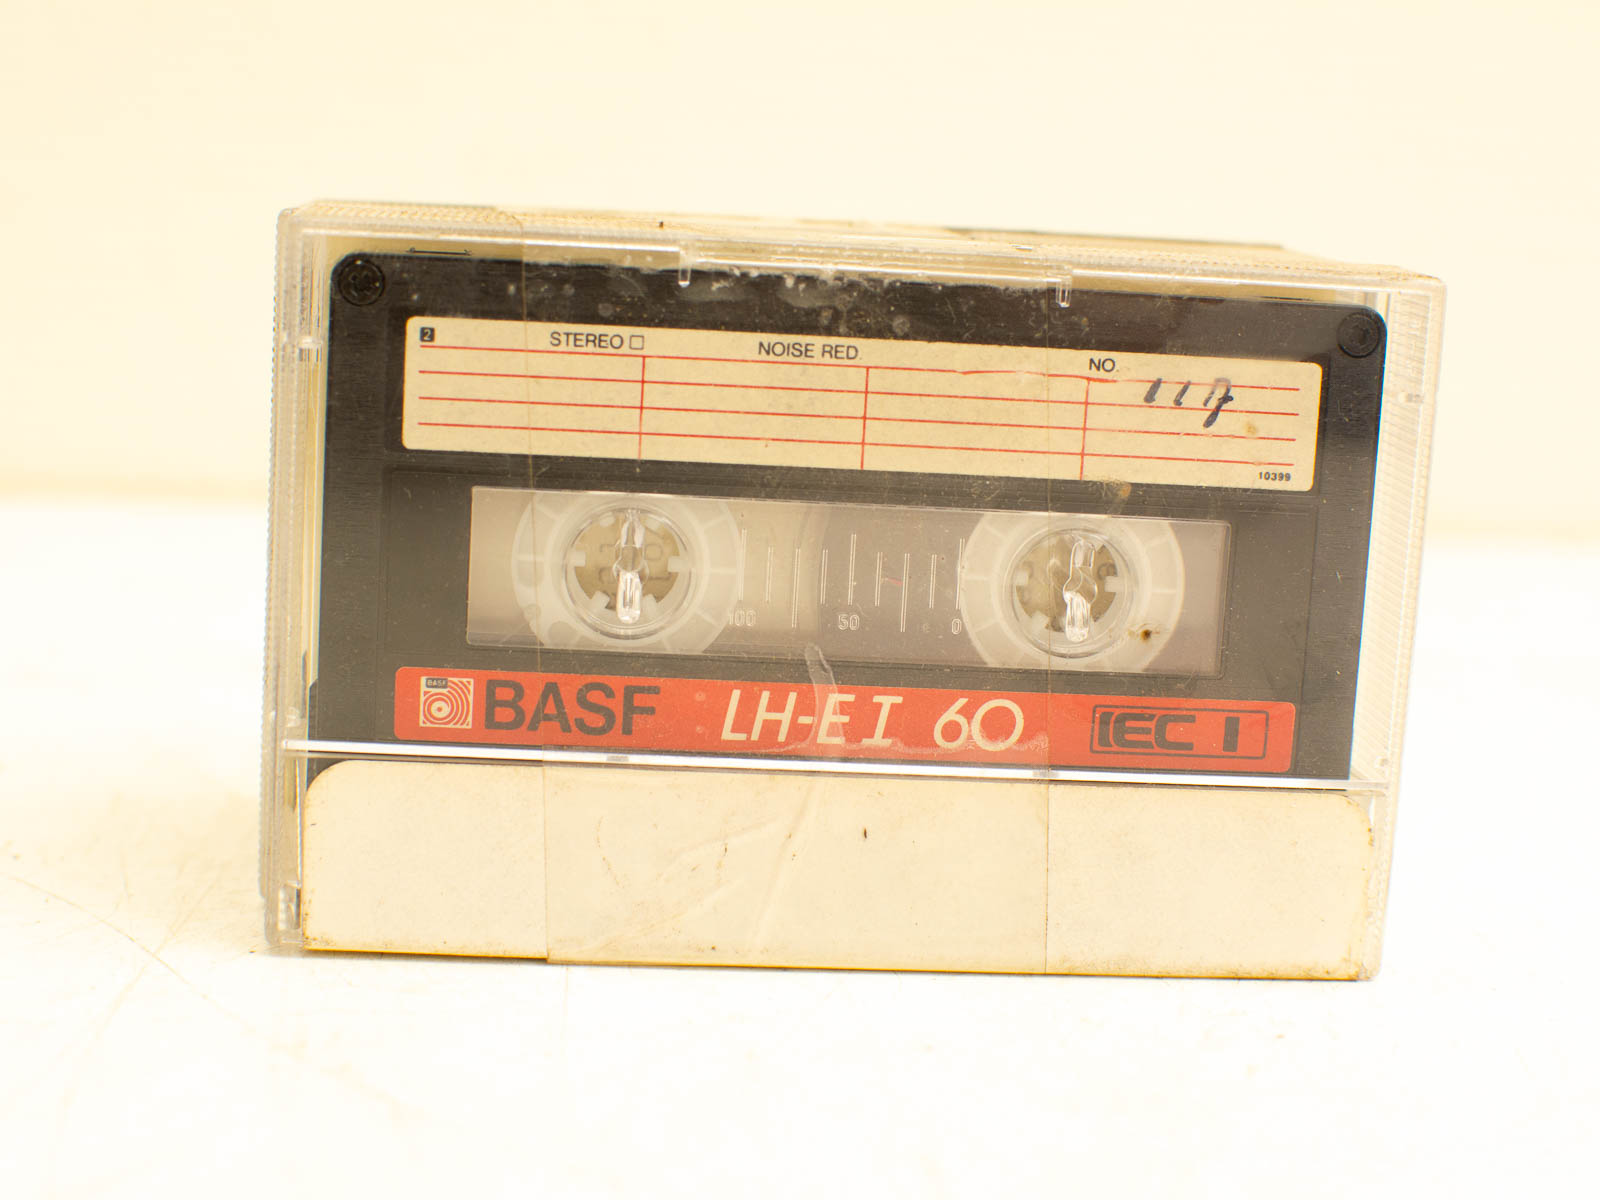 2 STEREO NOISE RED. NO.
117
10399
100 50 0
BASF BASF LH-E I 60 IEC I